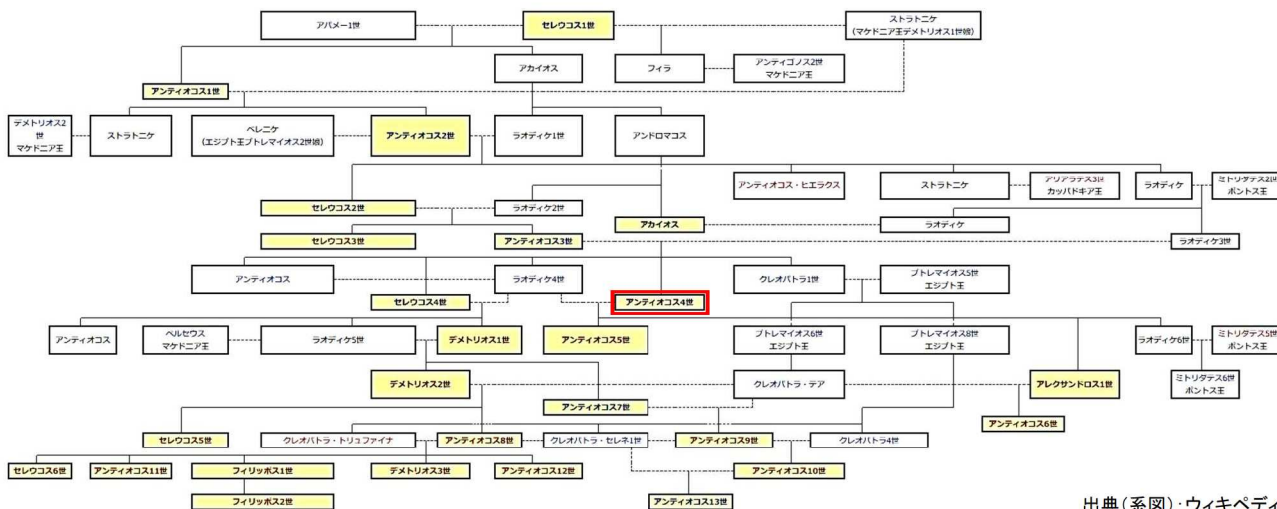 アパメー1世
セレウコス1世
ストラトニケ
(マケドニア王デメトリオス1世娘)
アカイオス
フィラ
アンティゴノス2世
マケドニア王
アンティオコス1世
デメトリオス2
世
マケドニア王
ストラトニケ
ベレニケ
(エジプト王プトレマイオス2世娘)
アンティオコス2世
ラオディケ1世
アンドロマコス
アンティオコス・ヒエラクス
ストラトニケ
アリアラテス3世
カッパドキア王
ラオディケ
ミトリダテス2世
ポントス王
セレウコス2世
ラオディケ2世
アカイオス
ラオディケ
セレウコス3世
アンティオコス3世
ラオディケ3世
アンティオコス
ラオディケ4世
クレオパトラ1世
プトレマイオス5世
エジプト王
セレウコス4世
アンティオコス4世
アンティオコス
ペルセウス
マケドニア王
ラオディケ5世
デメトリオス1世
アンティオコス5世
プトレマイオス6世
エジプト王
プトレマイオス8世
エジプト王
ラオディケ6世
ミトリダテス5世
ポントス王
デメトリオス2世
クレオパトラ・テア
アレクサンドロス1世
ミトリダテス6世
ポントス王
アンティオコス7世
アンティオコス6世
セレウコス5世
クレオパトラ・トリュファイナ
アンティオコス8世
クレオパトラ・セレネ1世
アンティオコス9世
クレオパトラ4世
セレウコス6世
アンティオコス11世
フィリッポス1世
デメトリオス3世
アンティオコス12世
アンティオコス10世
フィリッポス2世
アンティオコス13世
出典(系図):ウィキペディ